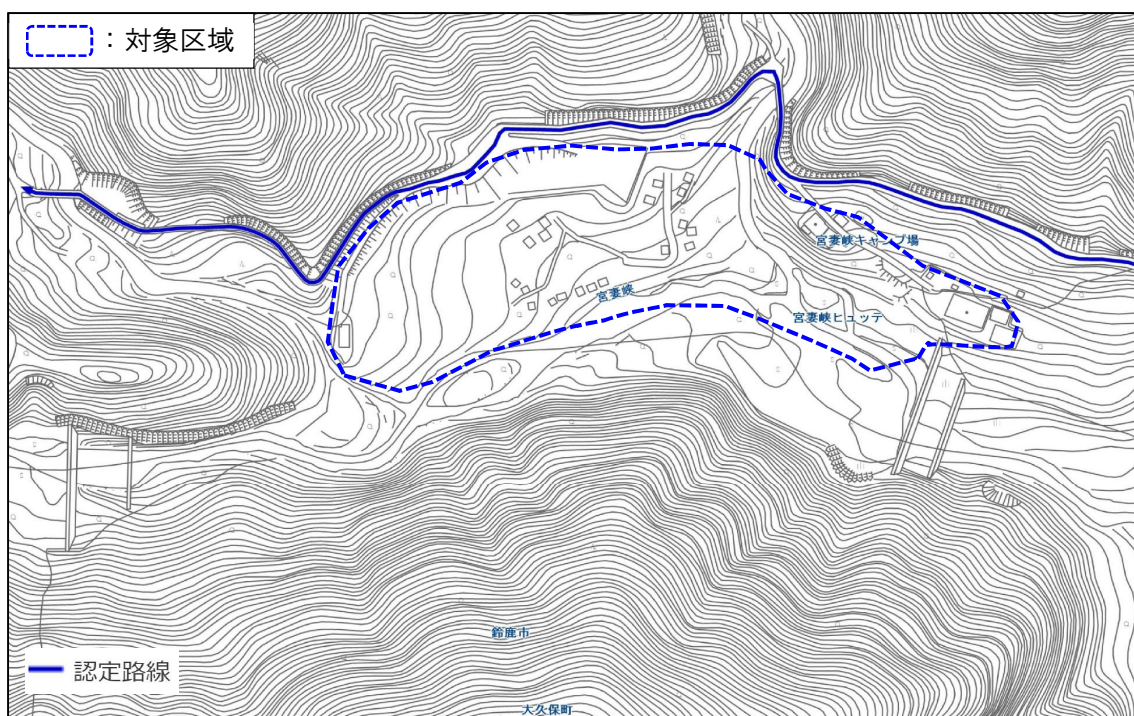 ：対象区域
宮妻峡キャンプ場
宮妻峡
宮妻峡ヒュッテ
鈴鹿市
認定路線
大久保町